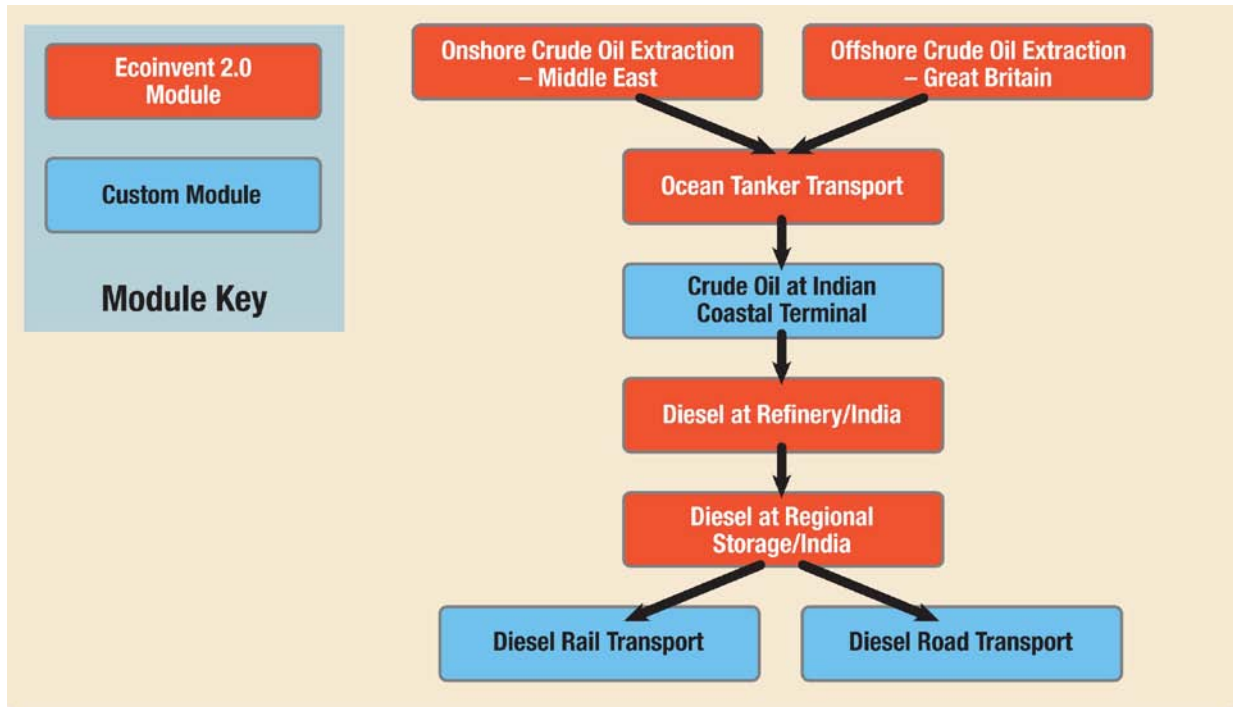 Ecoinvent 2.0
Module
Custom Module
Module Key
Onshore Crude Oil Extraction
– Middle East
Offshore Crude Oil Extraction
– Great Britain
Ocean Tanker Transport
Crude Oil at Indian
Coastal Terminal
Diesel at Refinery/India
Diesel at Regional
Storage/India
Diesel Rail Transport
Diesel Road Transport